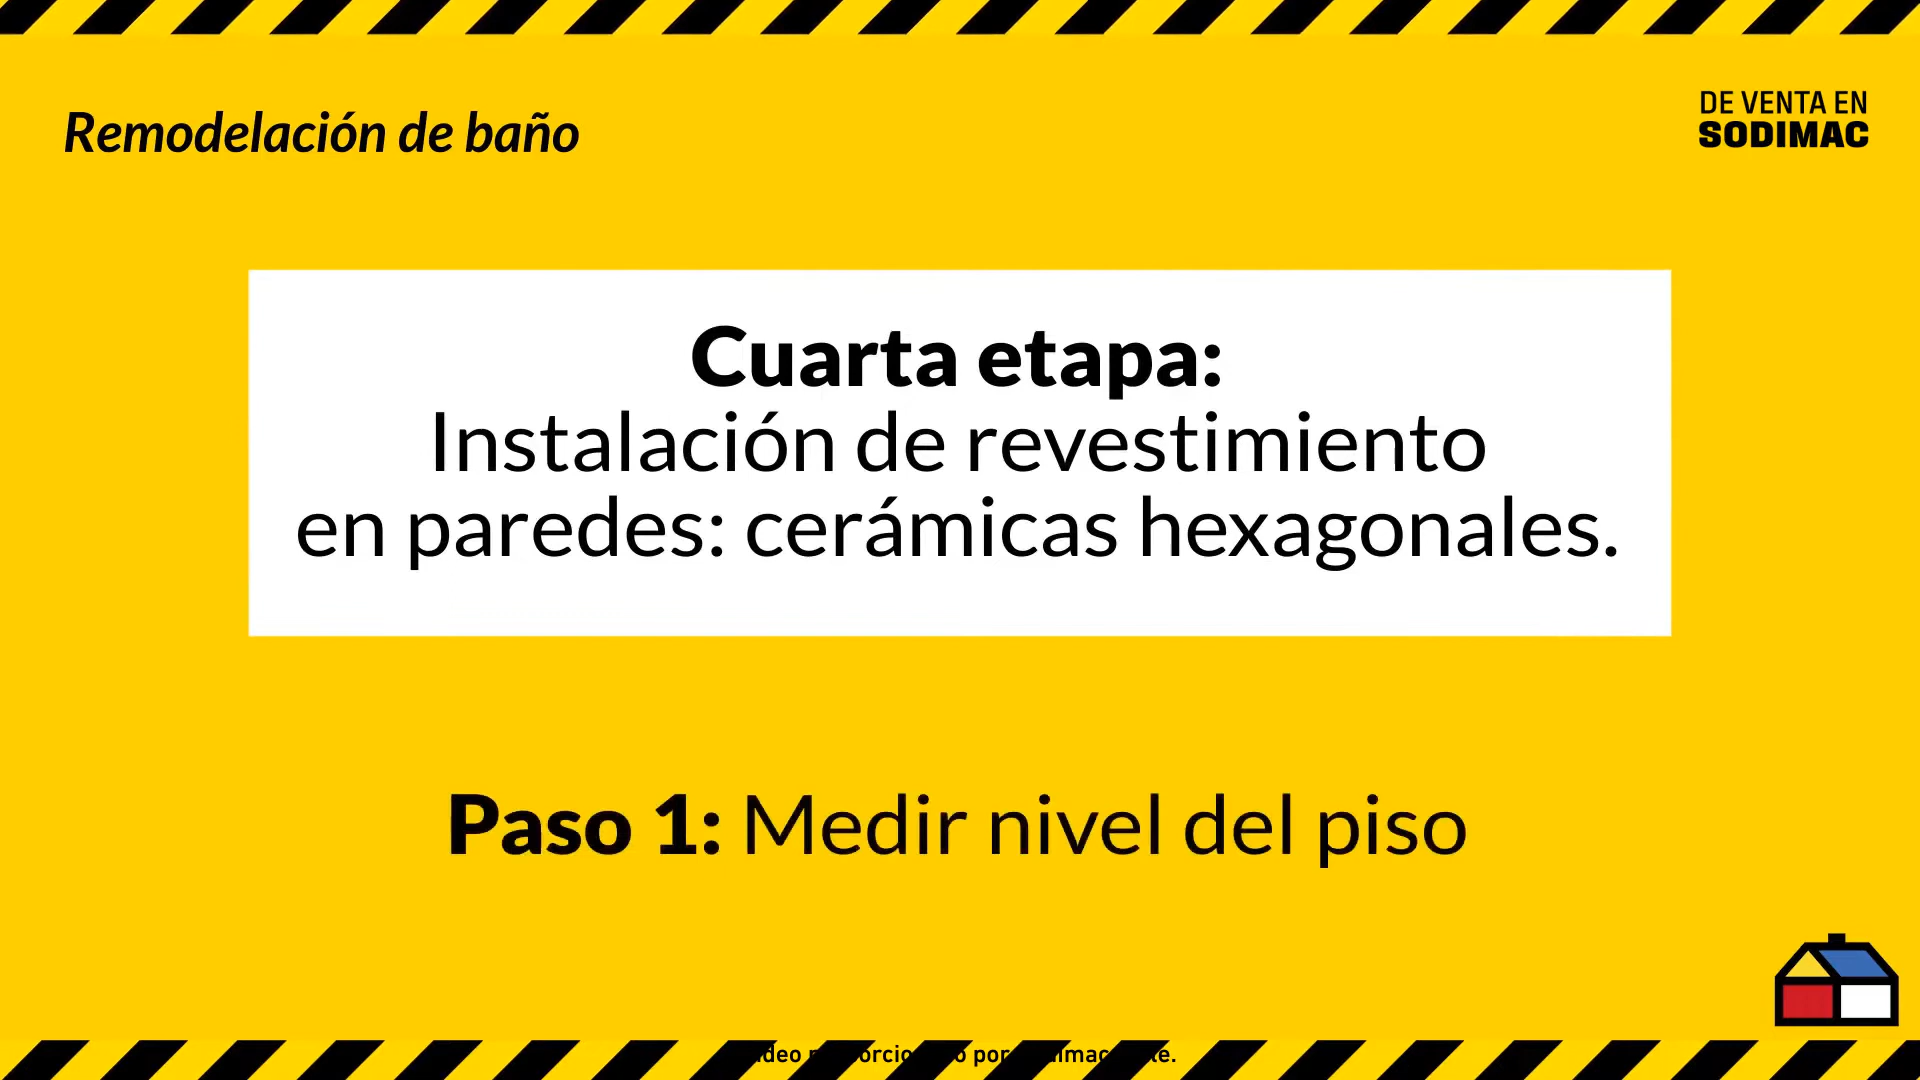 Remodelación de baño
DE VENTA EN
SODIMAC
Cuarta etapa:
Instalación de revestimiento
en paredes: cerámicas hexagonales.
Paso 1: Medir nivel del piso
por